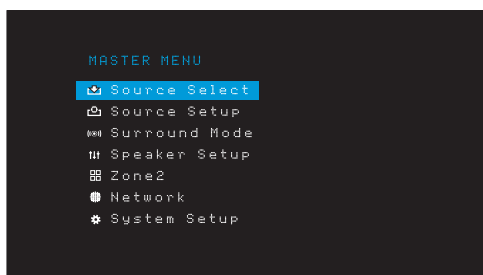 MASTER MENU
Source Select
Source Setup
Surround Mode
Speaker Setup
Zone2
Network
System Setup